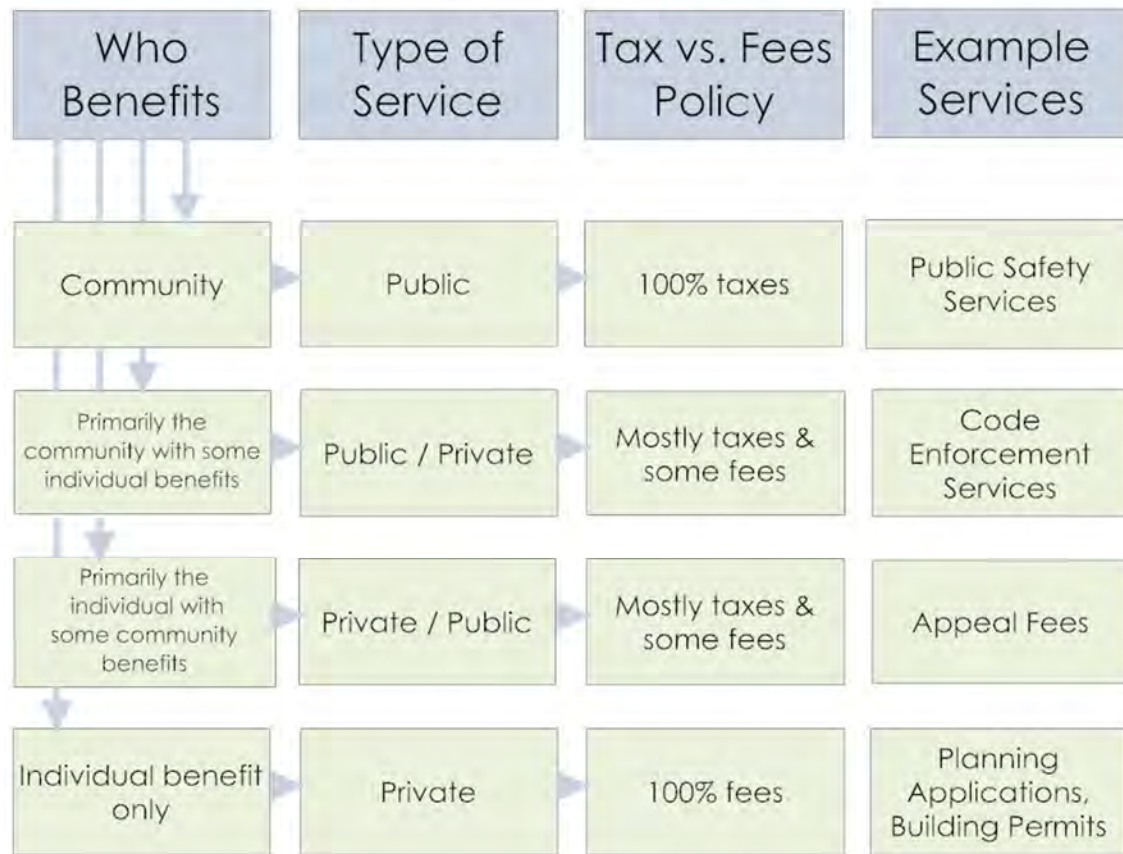 Who
Benefits
Type of
Service
Tax vs. Fees
Policy
Example
Services
Community
Public
100% taxes
Public Safety
Services
Primarily the
community with some
individual benefits
Public / Private
Mostly taxes &
some fees
Code
Enforcement
Services
Primarily the
individual with
some community
benefits
Private / Public
Mostly taxes &
some fees
Appeal Fees
Individual benefit
only
Private
100% fees
Planning
Applications,
Building Permits